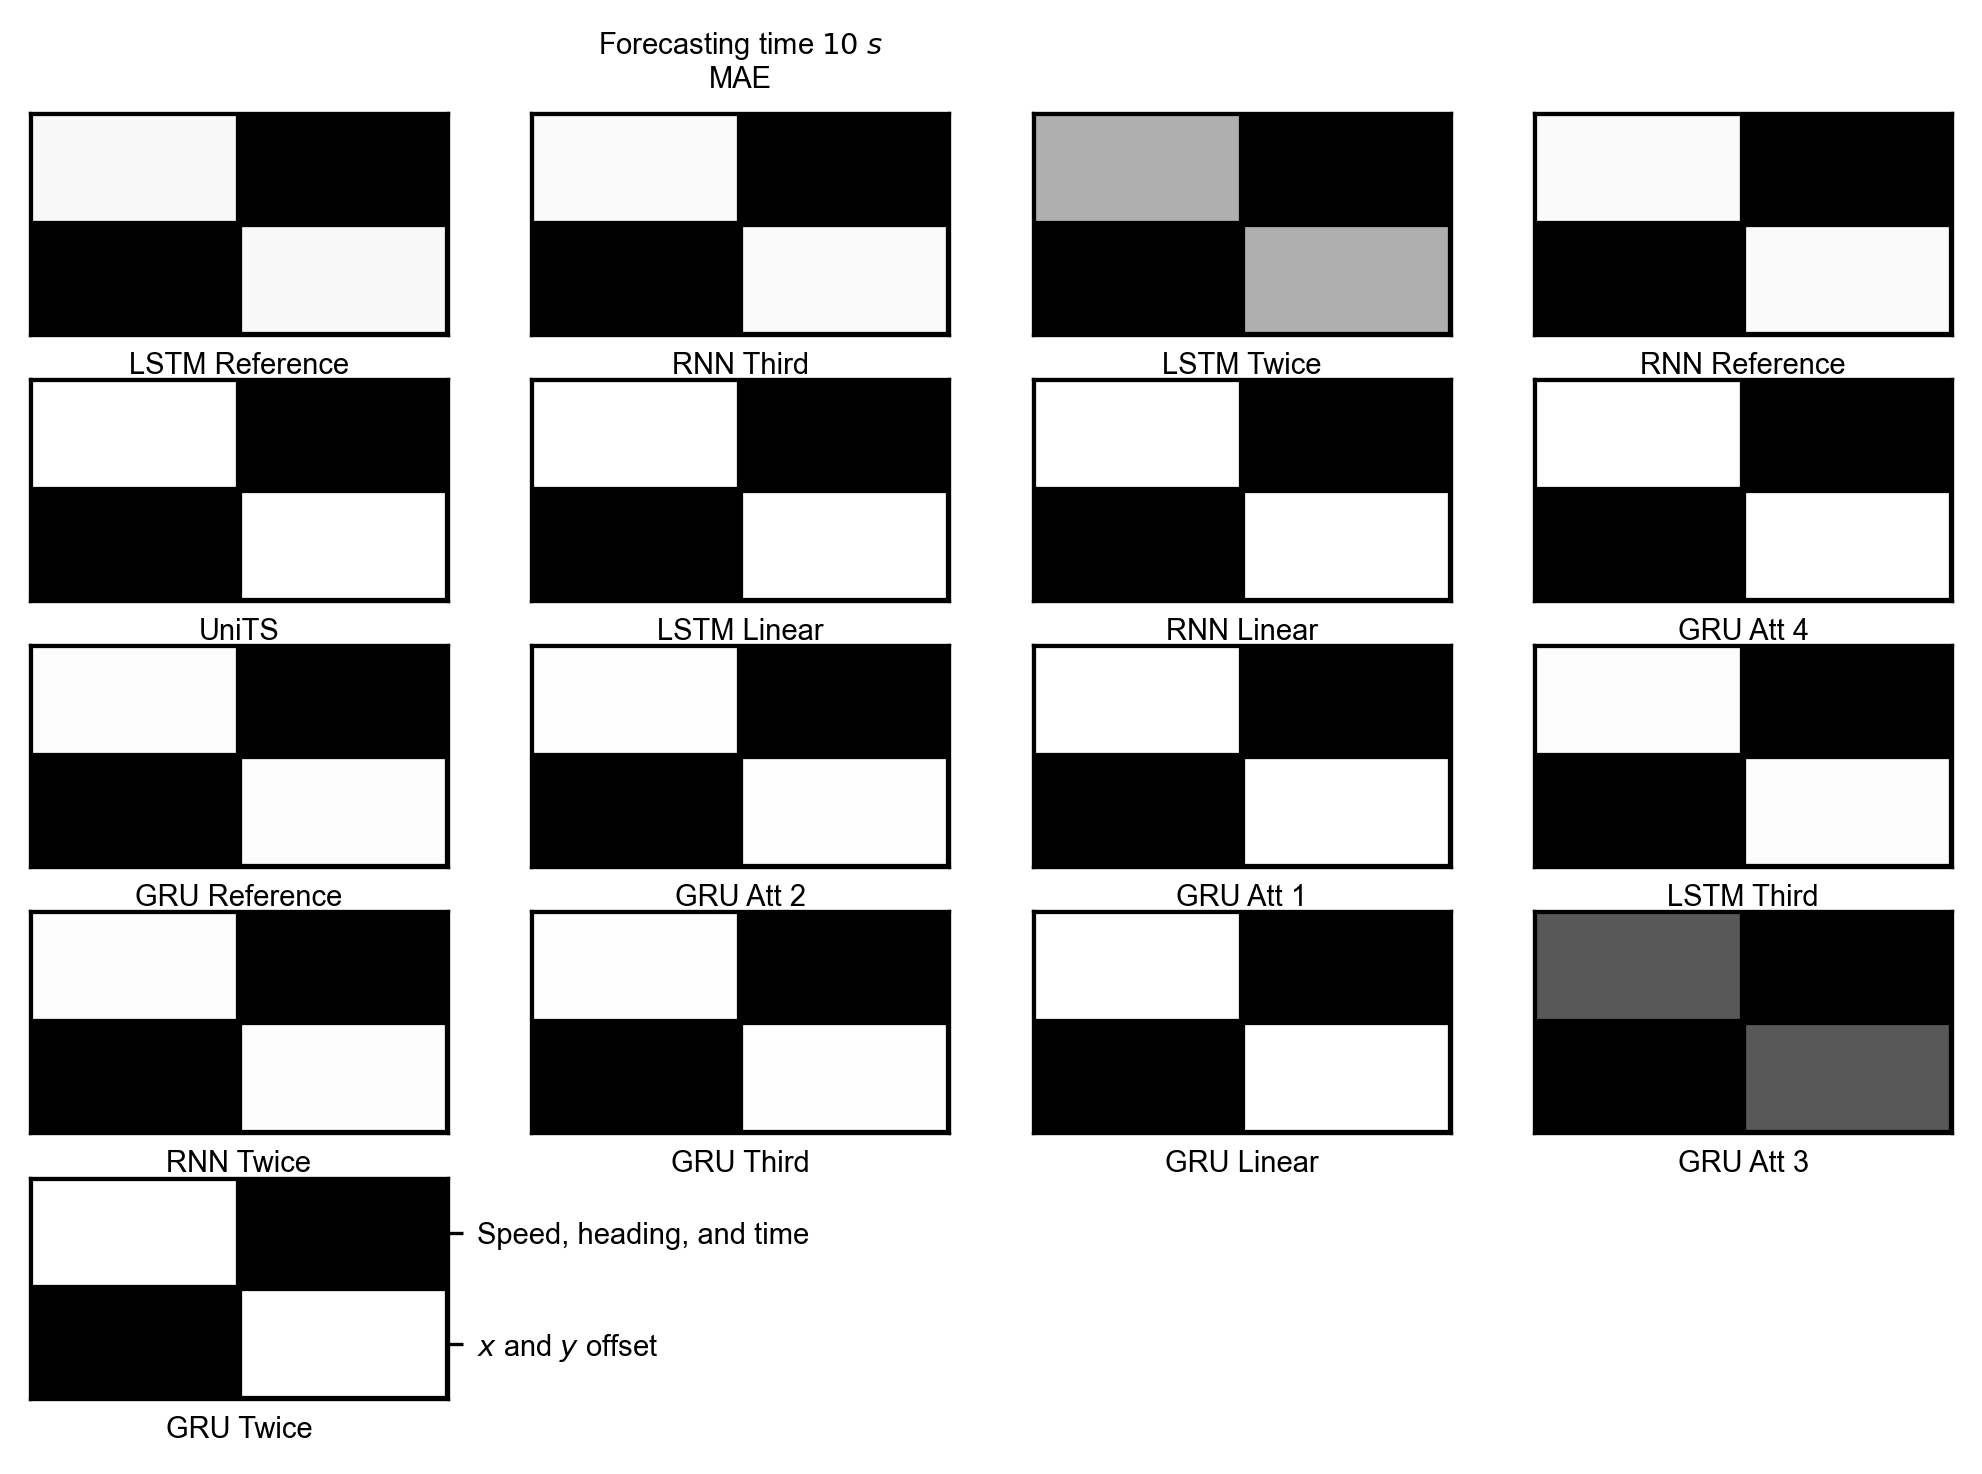 Forecasting time 10 s
MAE
LSTM Reference
RNN Third
LSTM Twice
RNN Reference
UniTS
LSTM Linear
RNN Linear
GRU Att 4
GRU Reference
GRU Att 2
GRU Att 1
LSTM Third
RNN Twice
GRU Third
GRU Linear
GRU Att 3
Speed, heading, and time
x and y offset
GRU Twice